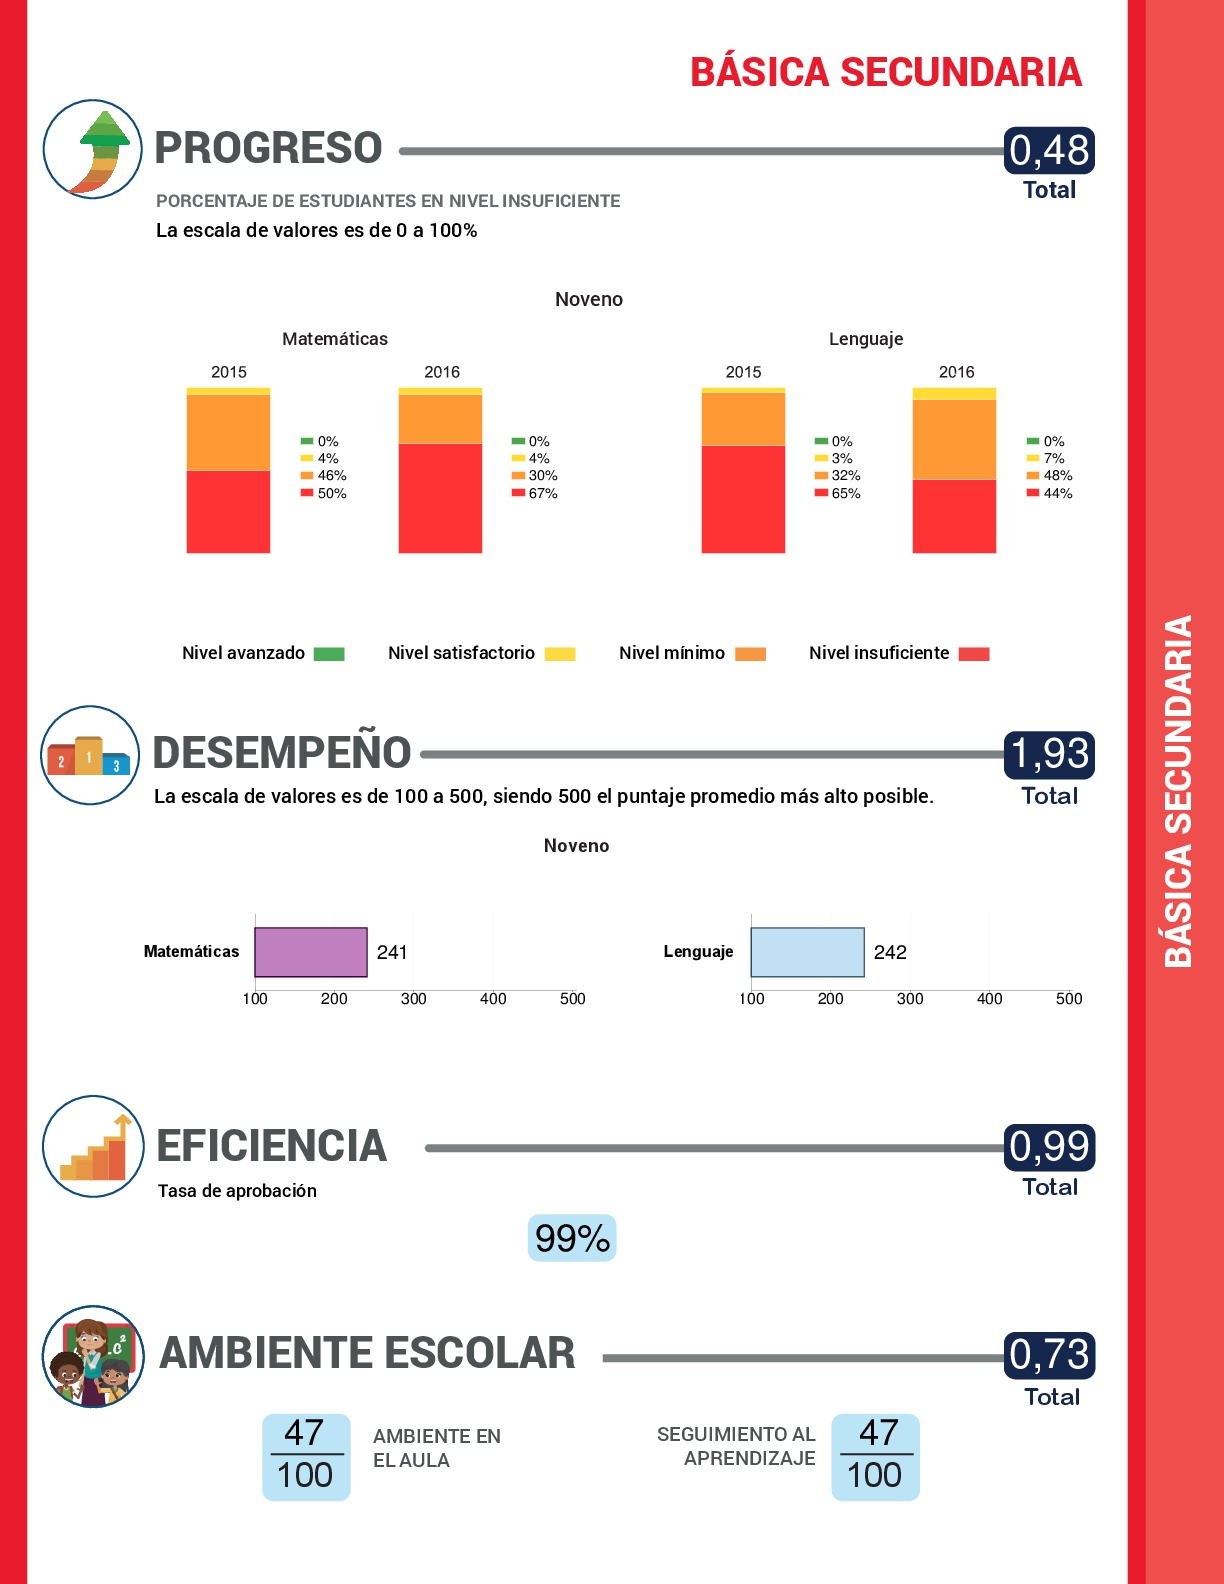 BÁSICA SECUNDARIA
PROGRESO
0,48
Total
PORCENTAJE DE ESTUDIANTES EN NIVEL INSUFICIENTE
La escala de valores es de 0 a 100%
Noveno
Matemáticas
2015
0%
4%
46%
50%
2016
0%
4%
30%
67%
Lenguaje
2015
0%
3%
32%
65%
2016
0%
7%
48%
44%
Nivel avanzado
Nivel satisfactorio
Nivel mínimo
Nivel insuficiente
2
1
3
DESEMPEÑO
1,93
Total
La escala de valores es de 100 a 500, siendo 500 el puntaje promedio más alto posible.
Noveno
Matemáticas
241
100 200 300 400 500
Lenguaje
242
100 200 300 400 500
EFICIENCIA
0,99
Total
Tasa de aprobación
99%
AMBIENTE ESCOLAR
0,73
Total
47
100
AMBIENTE EN
EL AULA
SEGUIMIENTO AL
APRENDIZAJE
47
100
BÁSICA SECUNDARIA